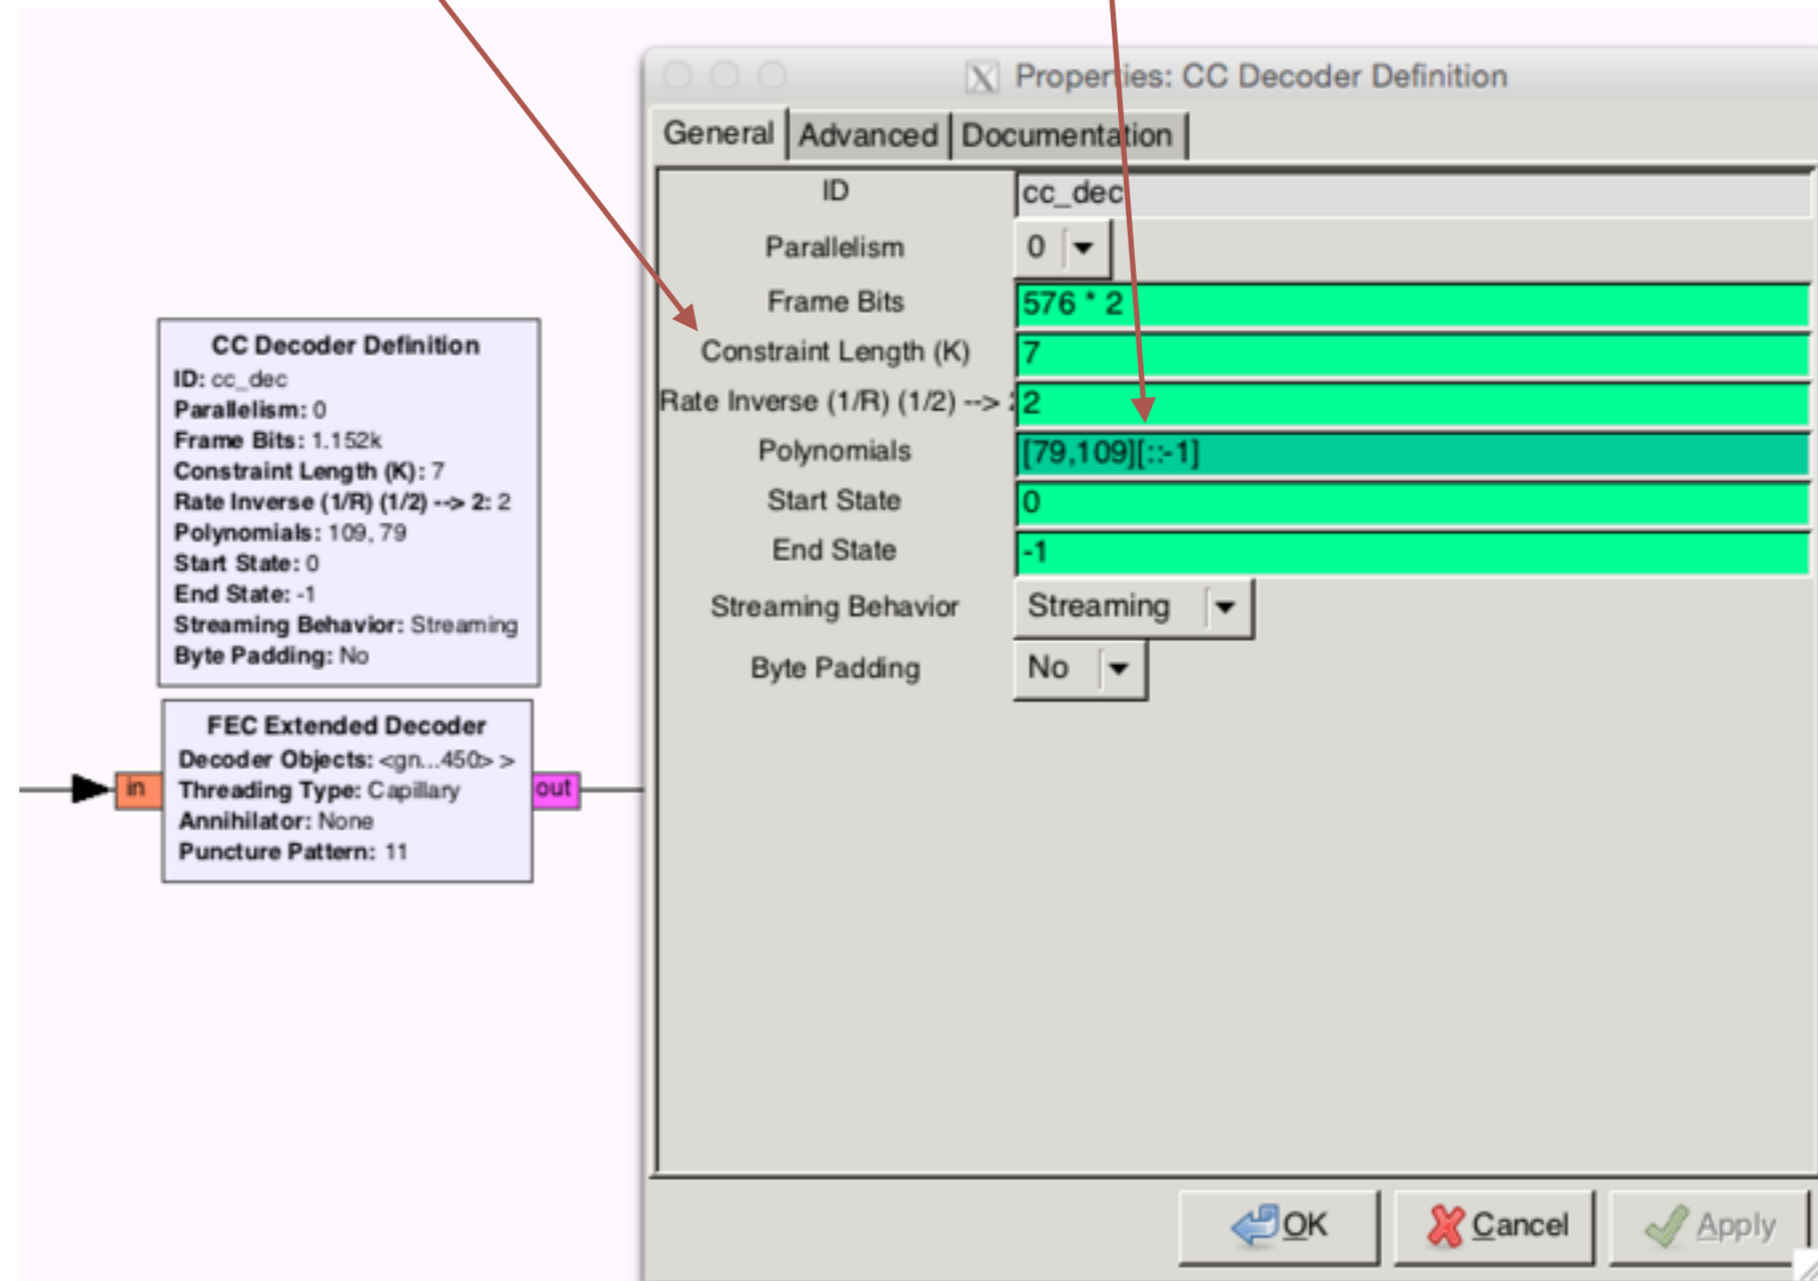 CC Decoder Definition
ID: cc_dec
Parallelism: 0
Frame Bits: 1.152k
Constraint Length (K): 7
Rate Inverse (1/R) (1/2) --> 2: 2
Polynomials: 109, 79
Start State: 0
End State: -1
Streaming Behavior: Streaming
Byte Padding: No
in
FEC Extended Decoder
Decoder Objects: <gn...450> >
Threading Type: Capillary
Annihilator: None
Puncture Pattern: 11
out
X Properties: CC Decoder Definition
General Advanced Documentation
ID cc_dec
Parallelism 0
Frame Bits 576 * 2
Constraint Length (K) 7
Rate Inverse (1/R) (1/2) --> 2
Polynomials [79,109][::-1]
Start State 0
End State -1
Streaming Behavior Streaming
Byte Padding No
OK Cancel Apply